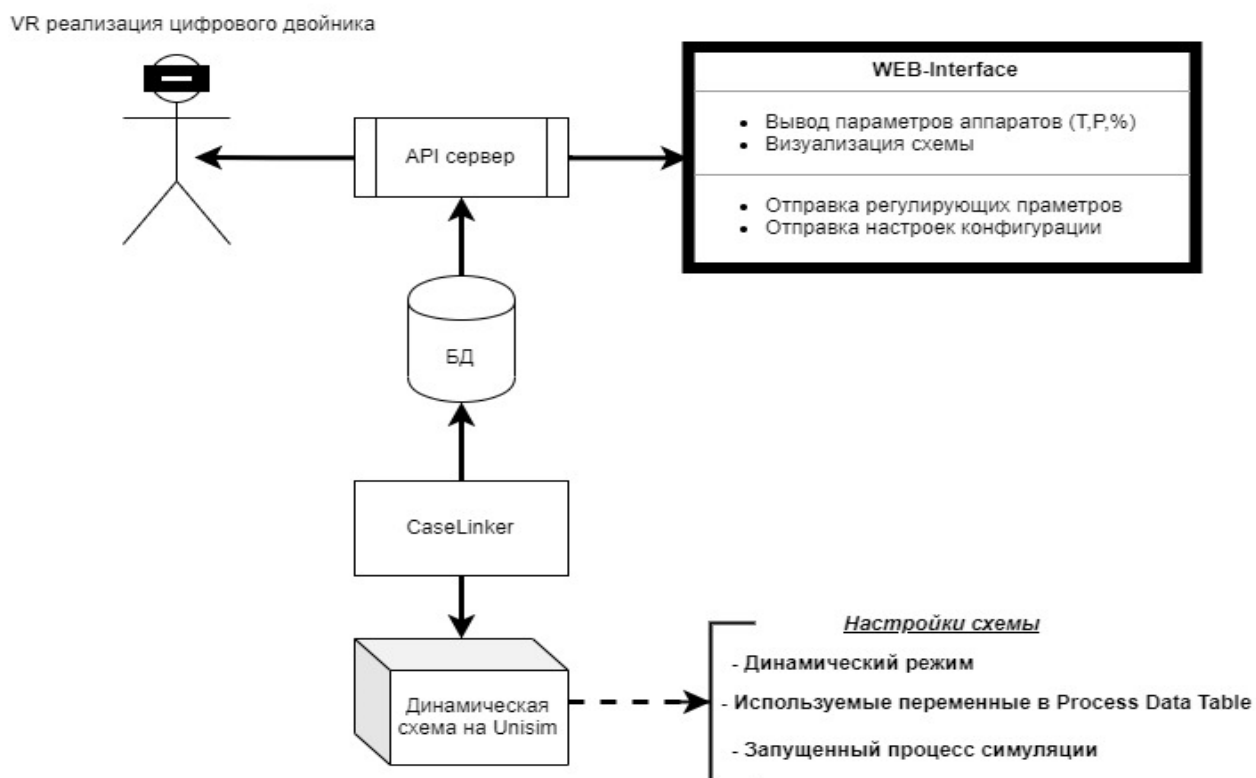 VR реализация цифрового двойника
WEB-Interface
Вывод параметров аппаратов (T,P,%)
Визуализация схемы
API сервер
Отправка регулирующих праметров
Отправка настроек конфигурации
БД
CaseLinker
Настройки схемы
- Динамический режим
Динамическая
схема на Unisim
- Используемые переменные в Process Data Table
- Запущенный процесс симуляции